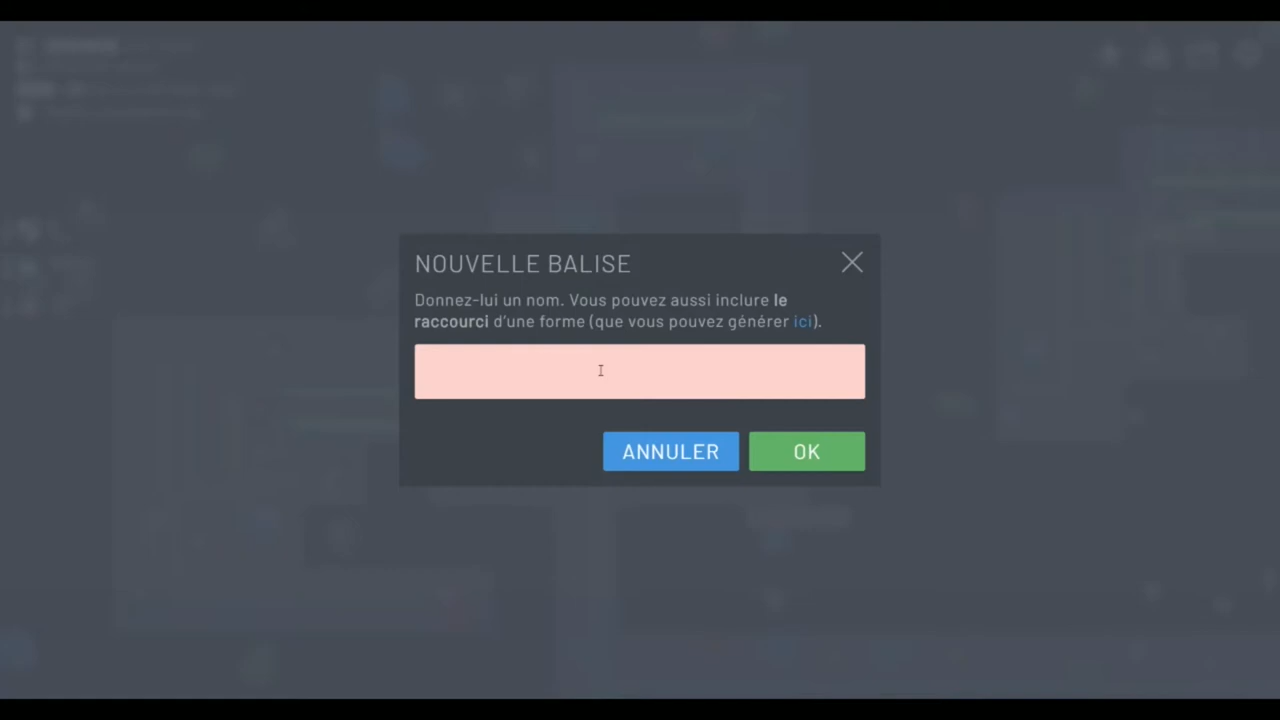 NOUVELLE BALISE
Donnez-lui un nom. Vous pouvez aussi inclure le
raccourci d'une forme (que vous pouvez générer ici).
ANNULER
OK